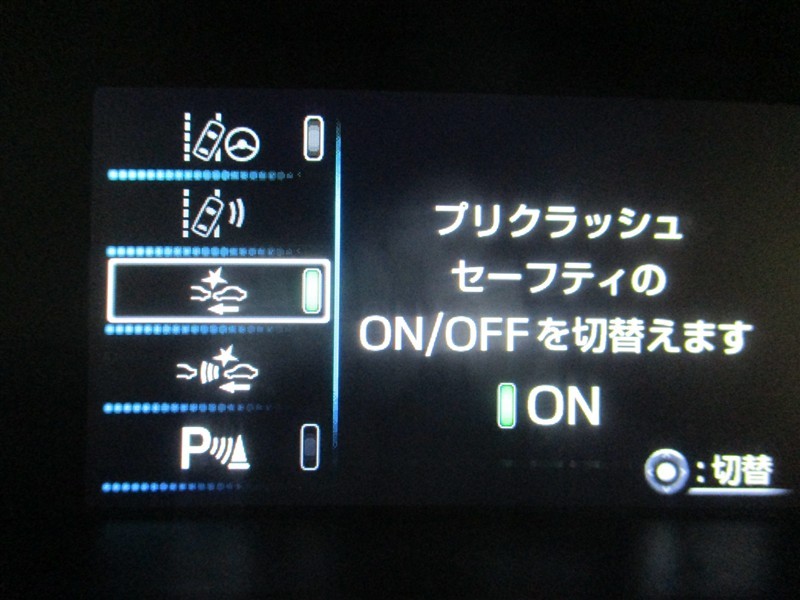 プリクラッシュ
セーフティの
ON/OFFを切替えます
ON
P
:切替